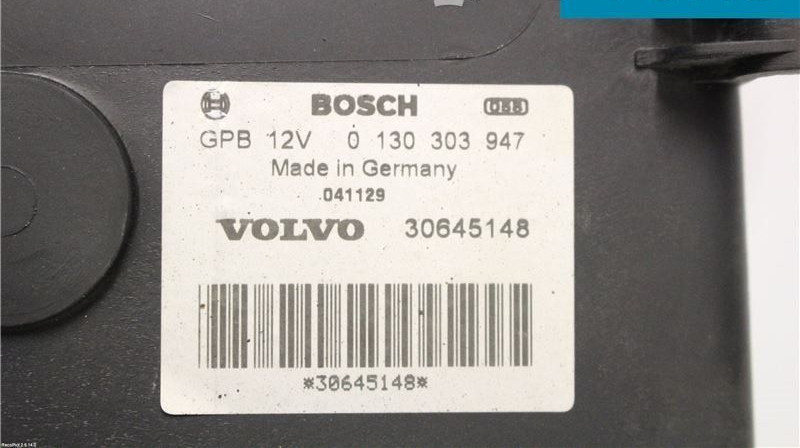 BOSCH
GPB 12V 0 130 303 947
Made in Germany
041129
VOLVO 30645148
*30645148*